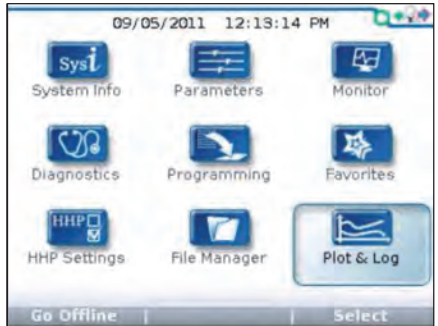 09/05/2011 12:13:14 PM
Sysi
System Info
Parameters
Monitor
Diagnostics
Programming
Favorites
HHP
HHP Settings
File Manager
Plot & Log
Go Offline
Select